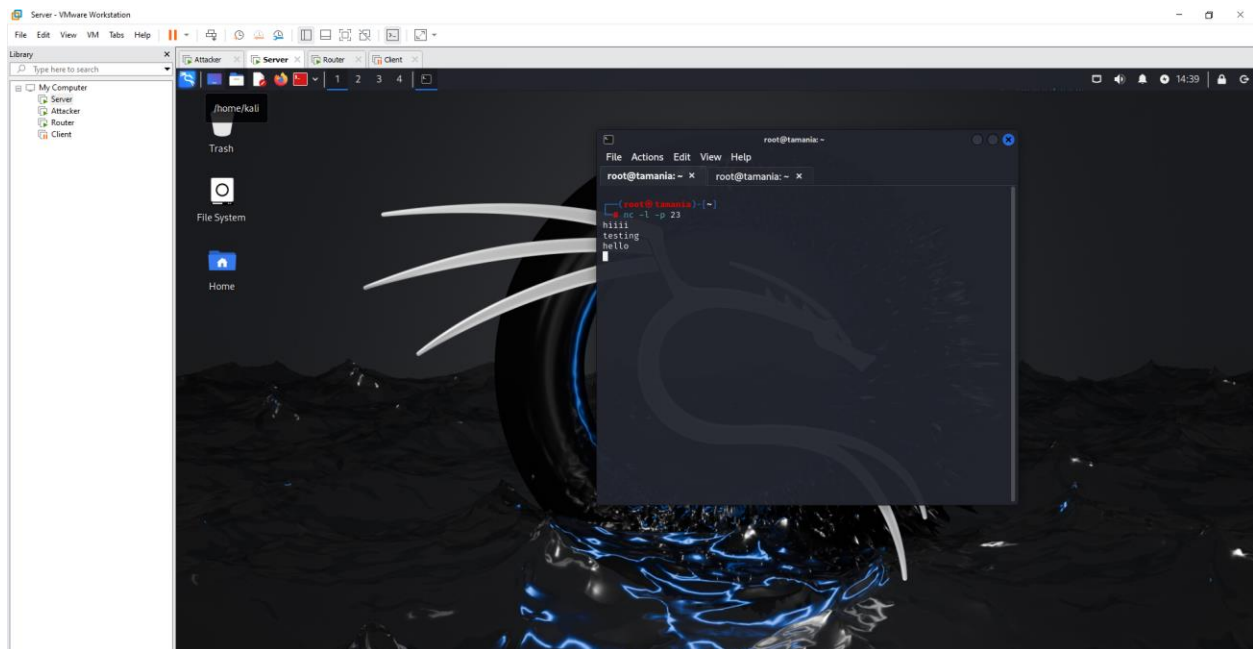 Server - VMware Workstation
File Edit View VM Tabs Help
Library
Type here to search
My Computer
Server
Attacker
Router
Client
Attacker Server Router Client
1 2 3 4 14:39
/home/kali
Trash
File System
Home
root@tamania: ~
File Actions Edit View Help
root@tamania: ~ root@tamania: ~
(root㉿tamania)-[~]
# nc -l -p 23
hiiii
testing
hello